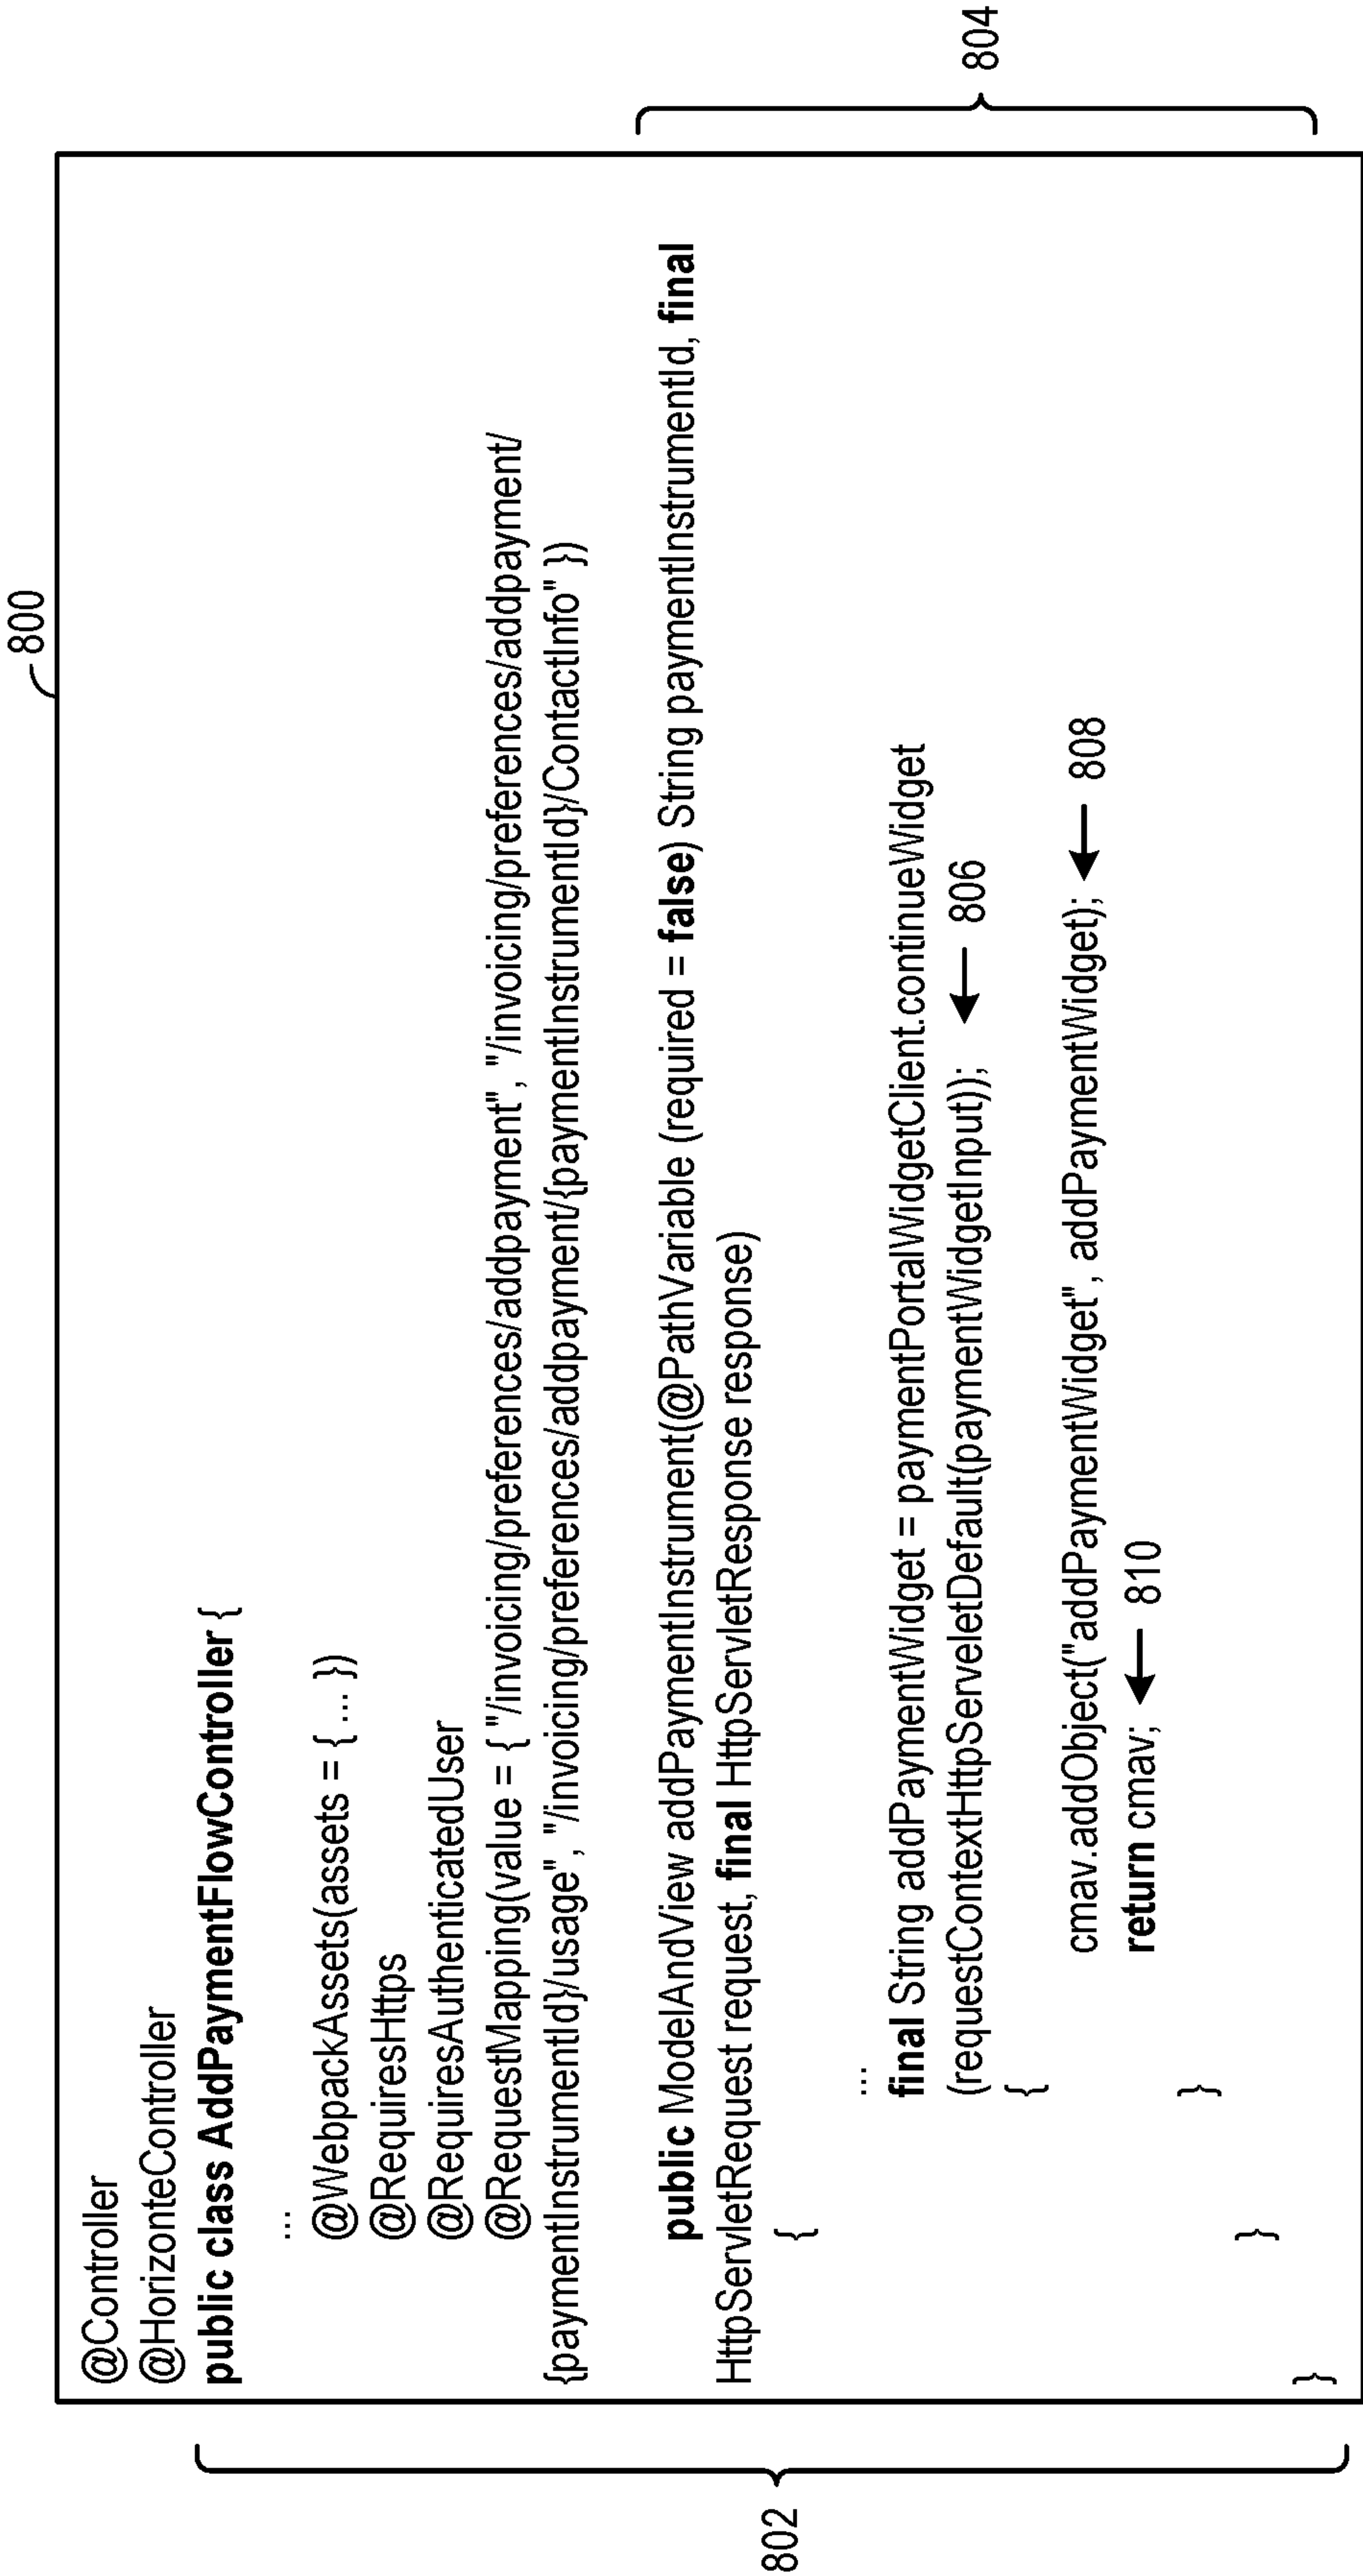 800
@Controller
@HorizonteController
public class AddPaymentFlowController {
...
@WebpackAssets(assets = { ... })
@RequiresHttps
@RequiresAuthenticatedUser
@RequestMapping(value = { "/invoicing/preferences/addpayment", "/invoicing/preferences/addpayment/
{paymentInstrumentId}/usage", "/invoicing/preferences/addpayment/{paymentInstrumentId}/ContactInfo" })
public ModelAndView addPaymentInstrument(@PathVariable (required = false) String paymentInstrumentId, final
HttpServletRequest request, final HttpServletResponse response)
{
...
final String addPaymentWidget = paymentPortalWidgetClient.continueWidget
(requestContextHttpServeletDefault(paymentWidgetInput)); 806
{
cmav.addObject("addPaymentWidget", addPaymentWidget); 808
return cmav; 810
}
}
}
802
804